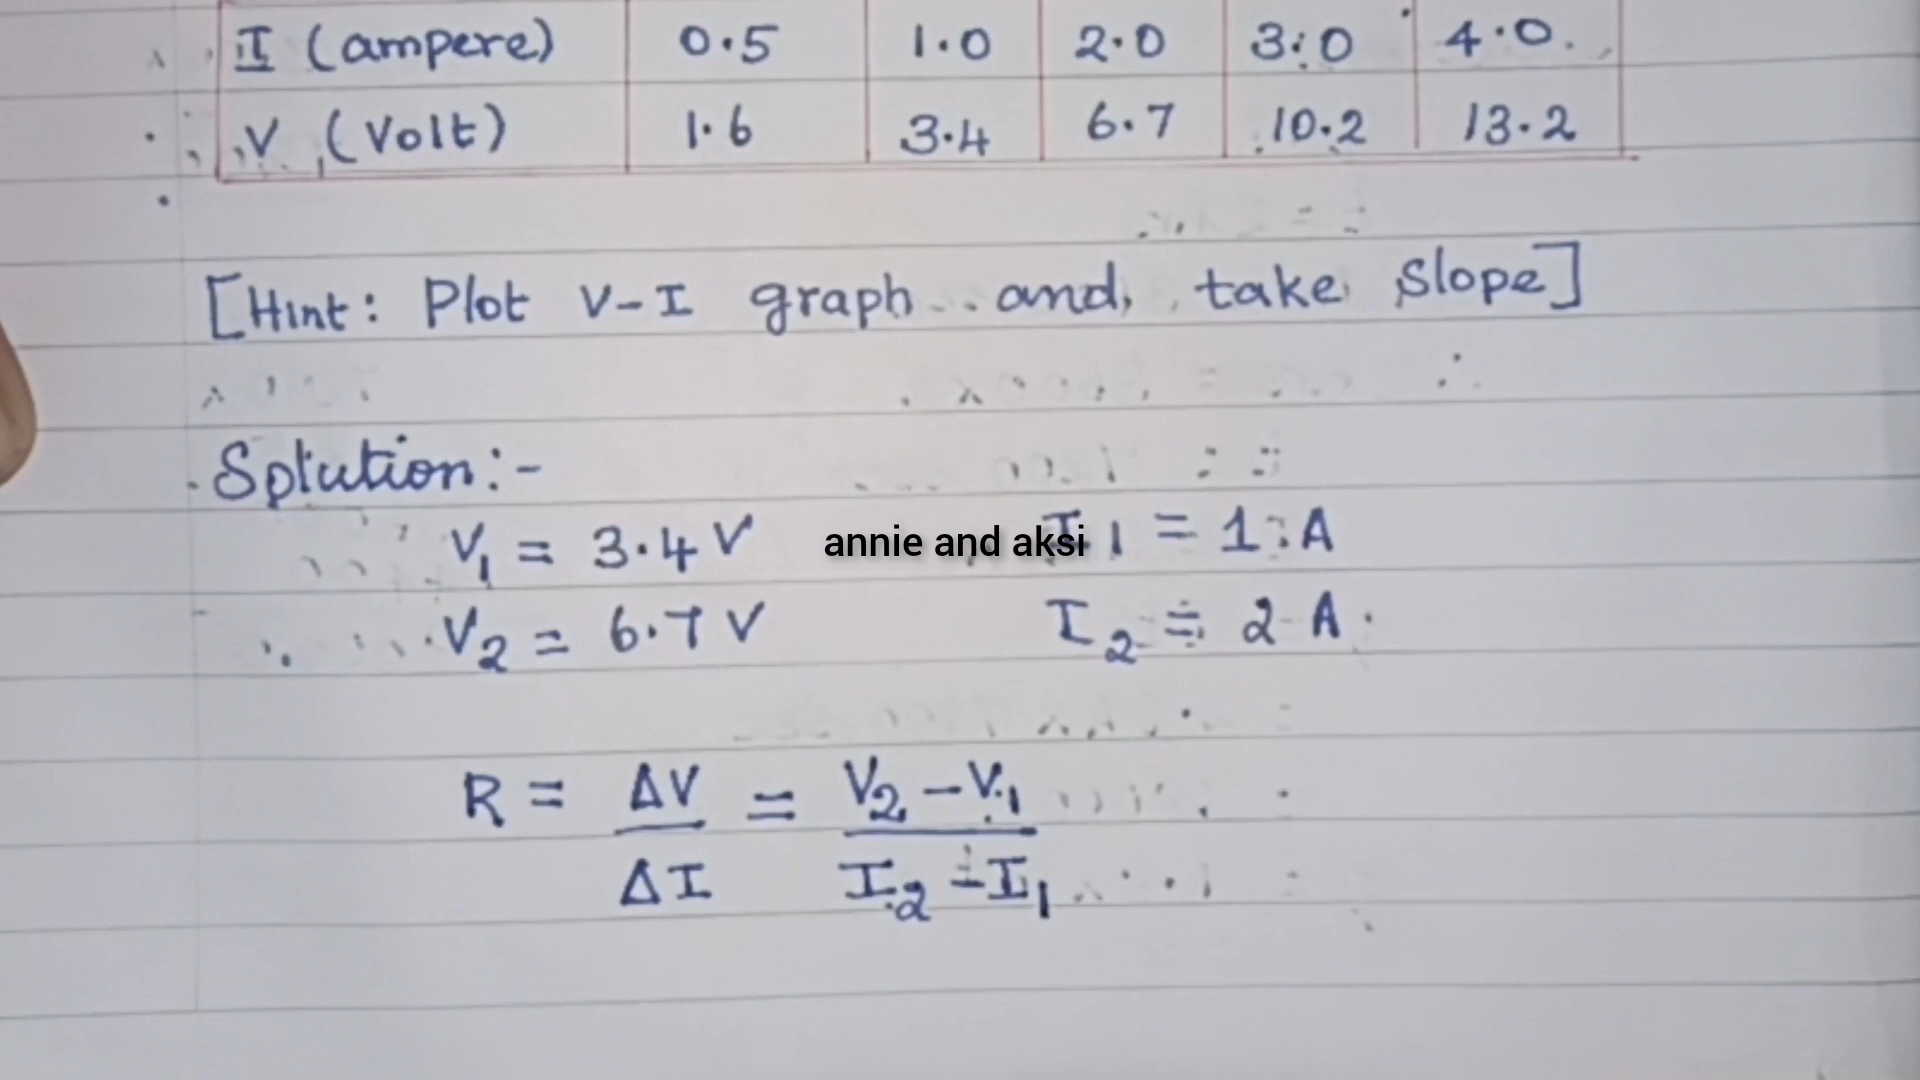 I (ampere) 0.5 1.0 2.0 3.0 4.0
V (Volt) 1.6 3.4 6.7 10.2 13.2
[Hint: Plot V-I graph and take Slope]
Solution:-
V₁ = 3.4 V I₁ = 1 A
annie and aksi
V₂ = 6.7 V I₂ = 2 A
R = ΔV = V₂ - V₁
ΔI I₂ - I₁